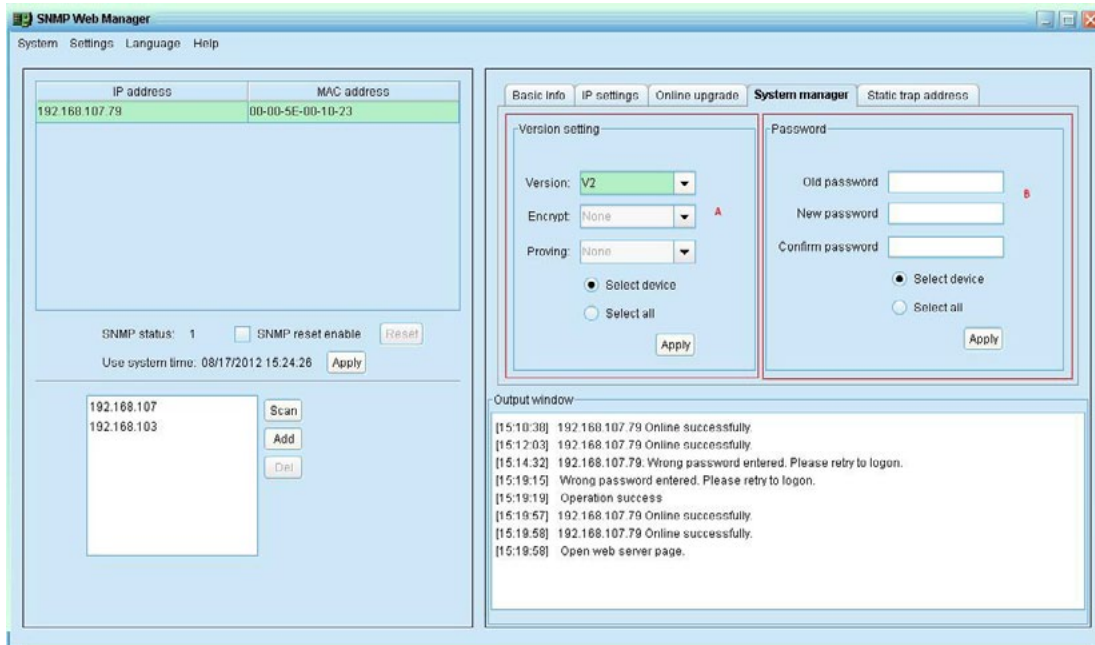 SNMP Web Manager
System Settings Language Help
IP address MAC address
192.168.107.79 00-00-5E-00-10-23
SNMP status: 1 SNMP reset enable Reset
Use system time: 08/17/2012 15:24:26 Apply
192.168.107
192.168.103
Scan
Add
Del
Basic Info IP settings Online upgrade System manager Static trap address
Version setting
Version: V2
Encrypt: None
Proving: None
A
Select device
Select all
Apply
Password
Old password
New password
Confirm password
B
Select device
Select all
Apply
Output window
[15:10:38] 192.168.107.79 Online successfully.
[15:12:03] 192.168.107.79 Online successfully.
[15:14:32] 192.168.107.79. Wrong password entered. Please retry to logon.
[15:19:15] Wrong password entered. Please retry to logon.
[15:19:19] Operation success
[15:19:57] 192.168.107.79 Online successfully.
[15:19:58] 192.168.107.79 Online successfully.
[15:19:58] Open web server page.